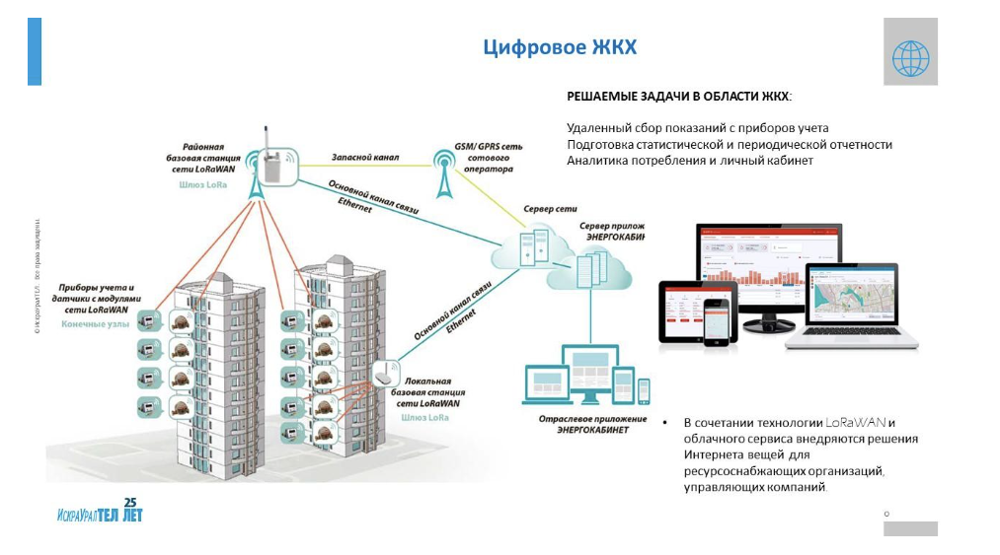 Цифровое ЖКХ
РЕШАЕМЫЕ ЗАДАЧИ В ОБЛАСТИ ЖКХ:
Удаленный сбор показаний с приборов учета
Подготовка статистической и периодической отчетности
Аналитика потребления и личный кабинет
Районная
базовая станция
сети LoRaWAN
Шлюз LoRa
Запасной канал
GSM/ GPRS сеть
сотового
оператора
Основной канал связи
Ethernet
Сервер сети
Сервер прилож
ЭНЕРГОКАБИН
Приборы учета и
датчики с модулями
сети LoRaWAN
Конечные узлы
Основной канал связи
Ethernet
Локальная
базовая станция
сети LoRaWAN
Шлюз LoRa
Отраслевое приложение
ЭНЕРГОКАБИНЕТ
• В сочетании технологии LoRaWAN и
облачного сервиса внедряются решения
Интернета вещей для
ресурсоснабжающих организаций,
управляющих компаний.
25
ИскраУралТЕЛ ЛЕТ
0